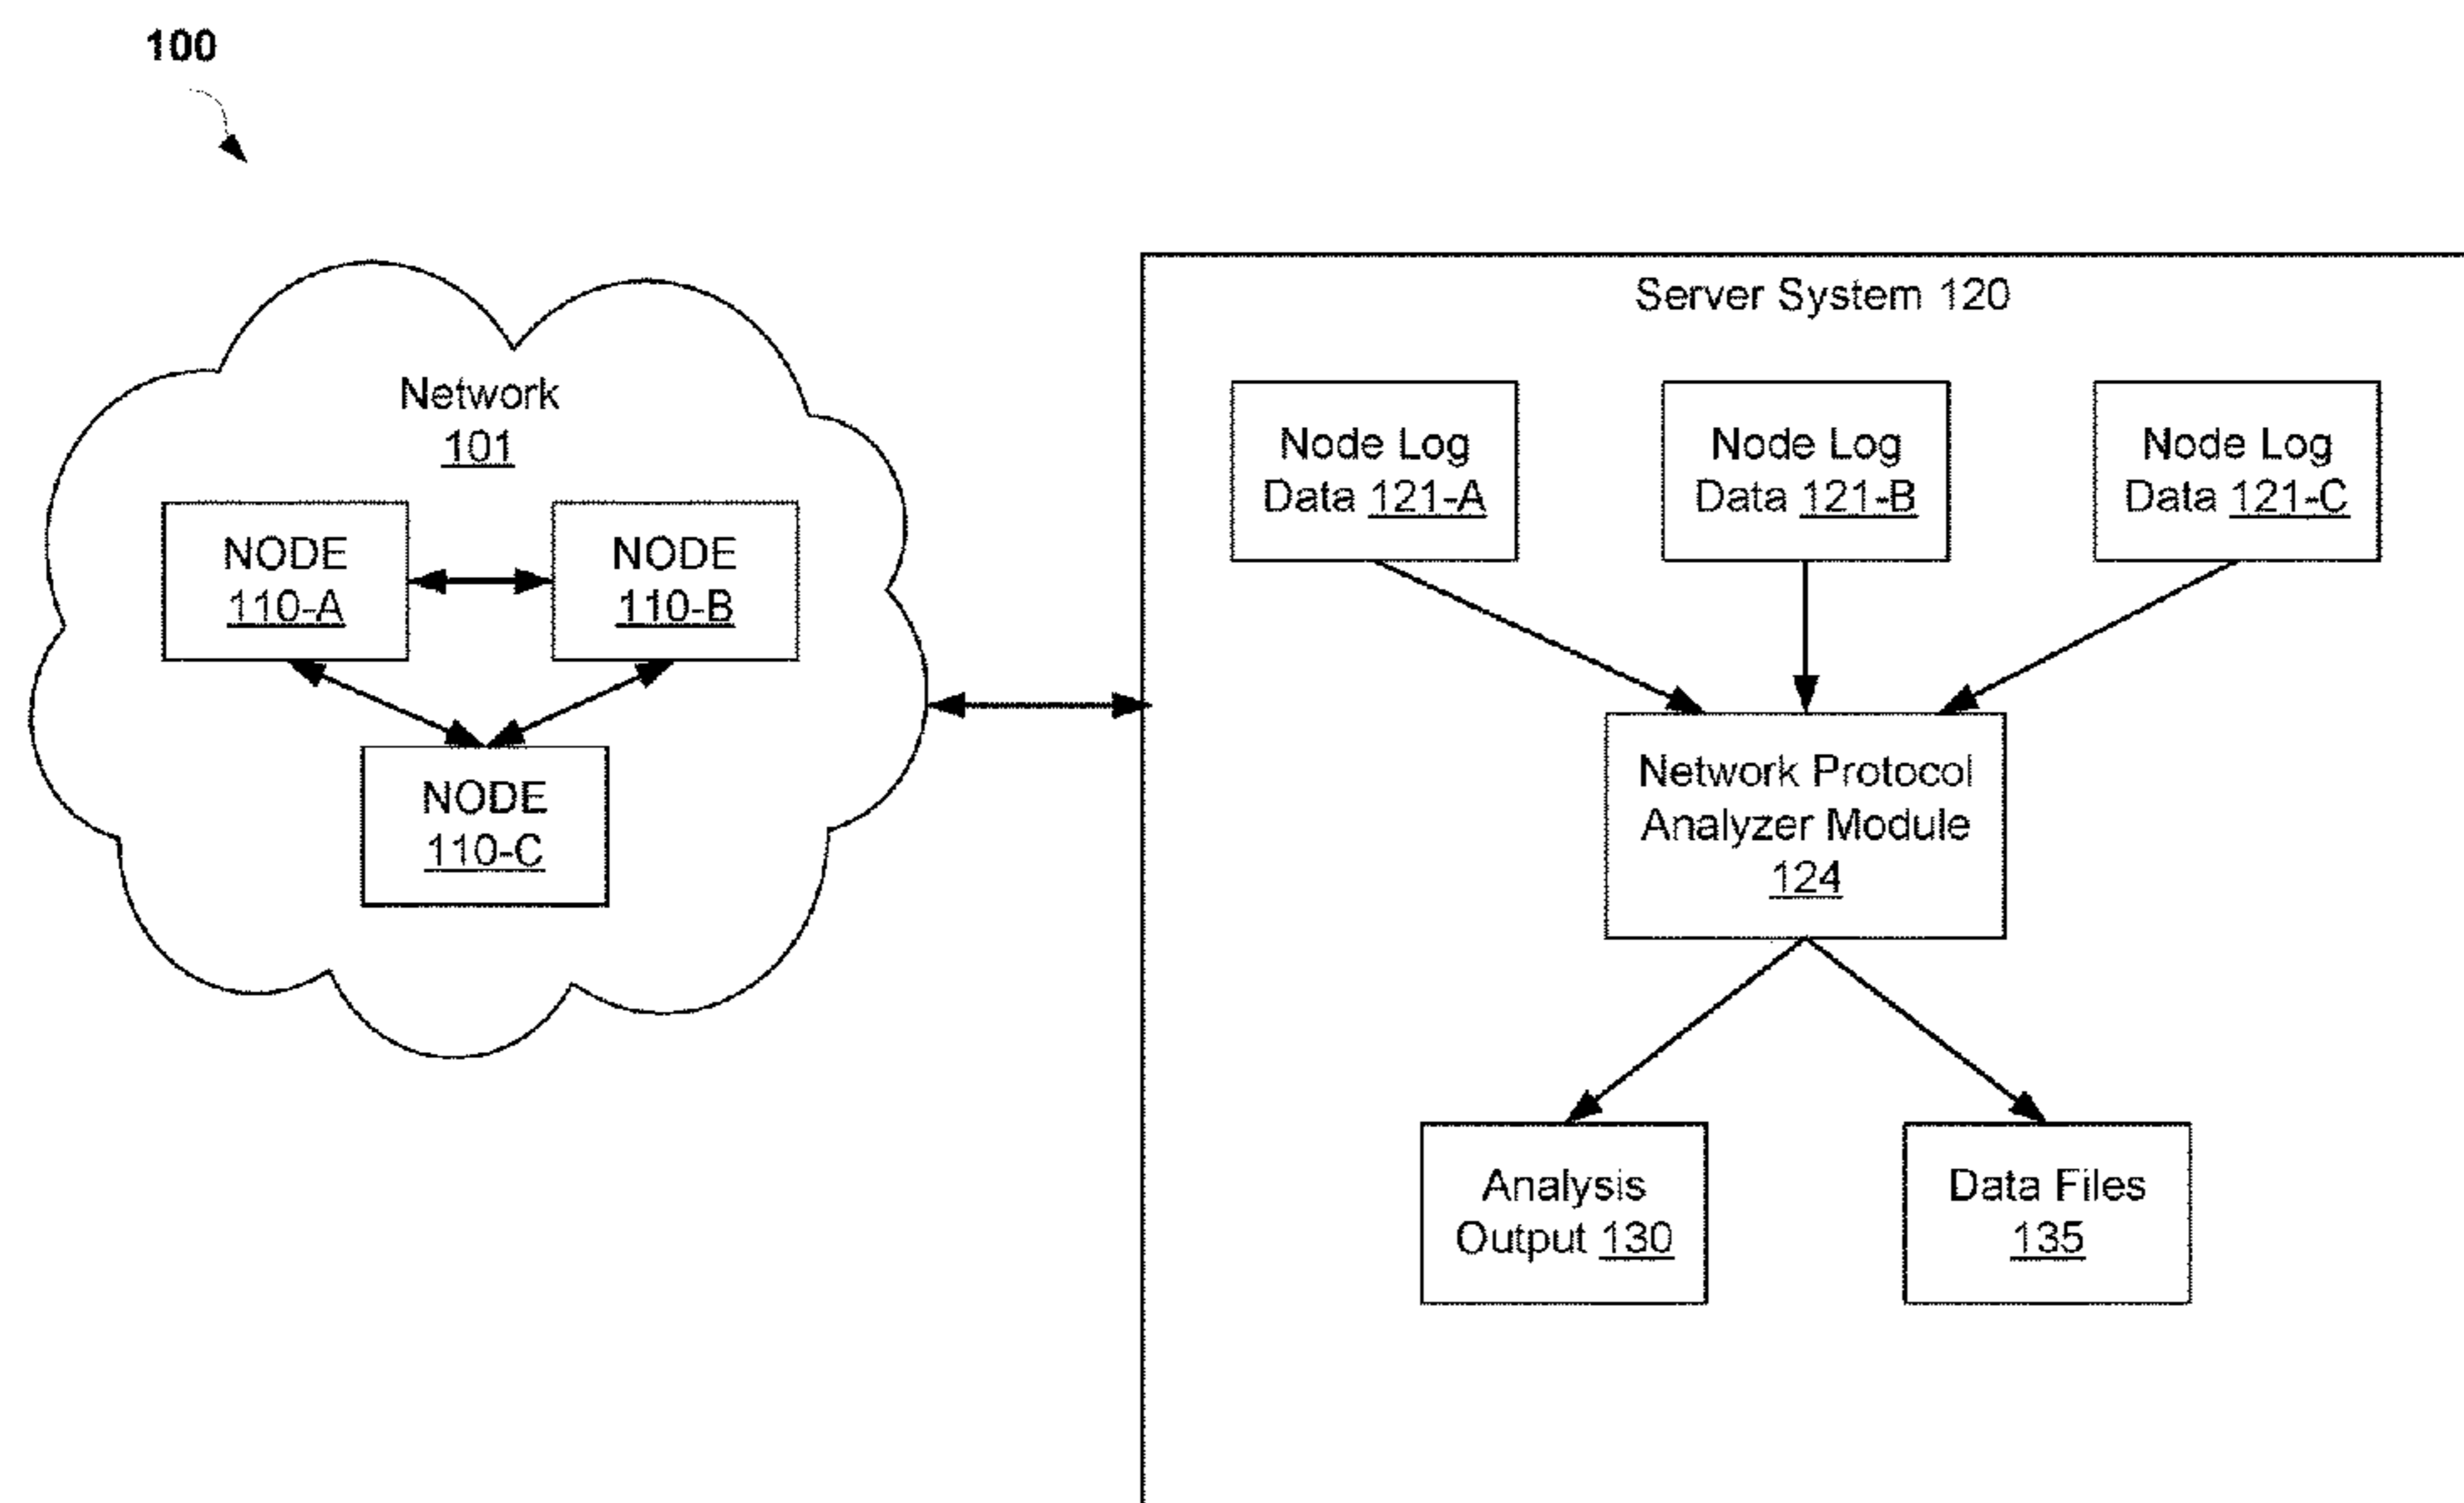 100
Network
101
NODE
110-A
NODE
110-B
NODE
110-C
Server System 120
Node Log
Data 121-A
Node Log
Data 121-B
Node Log
Data 121-C
Network Protocol
Analyzer Module
124
Analysis
Output 130
Data Files
135